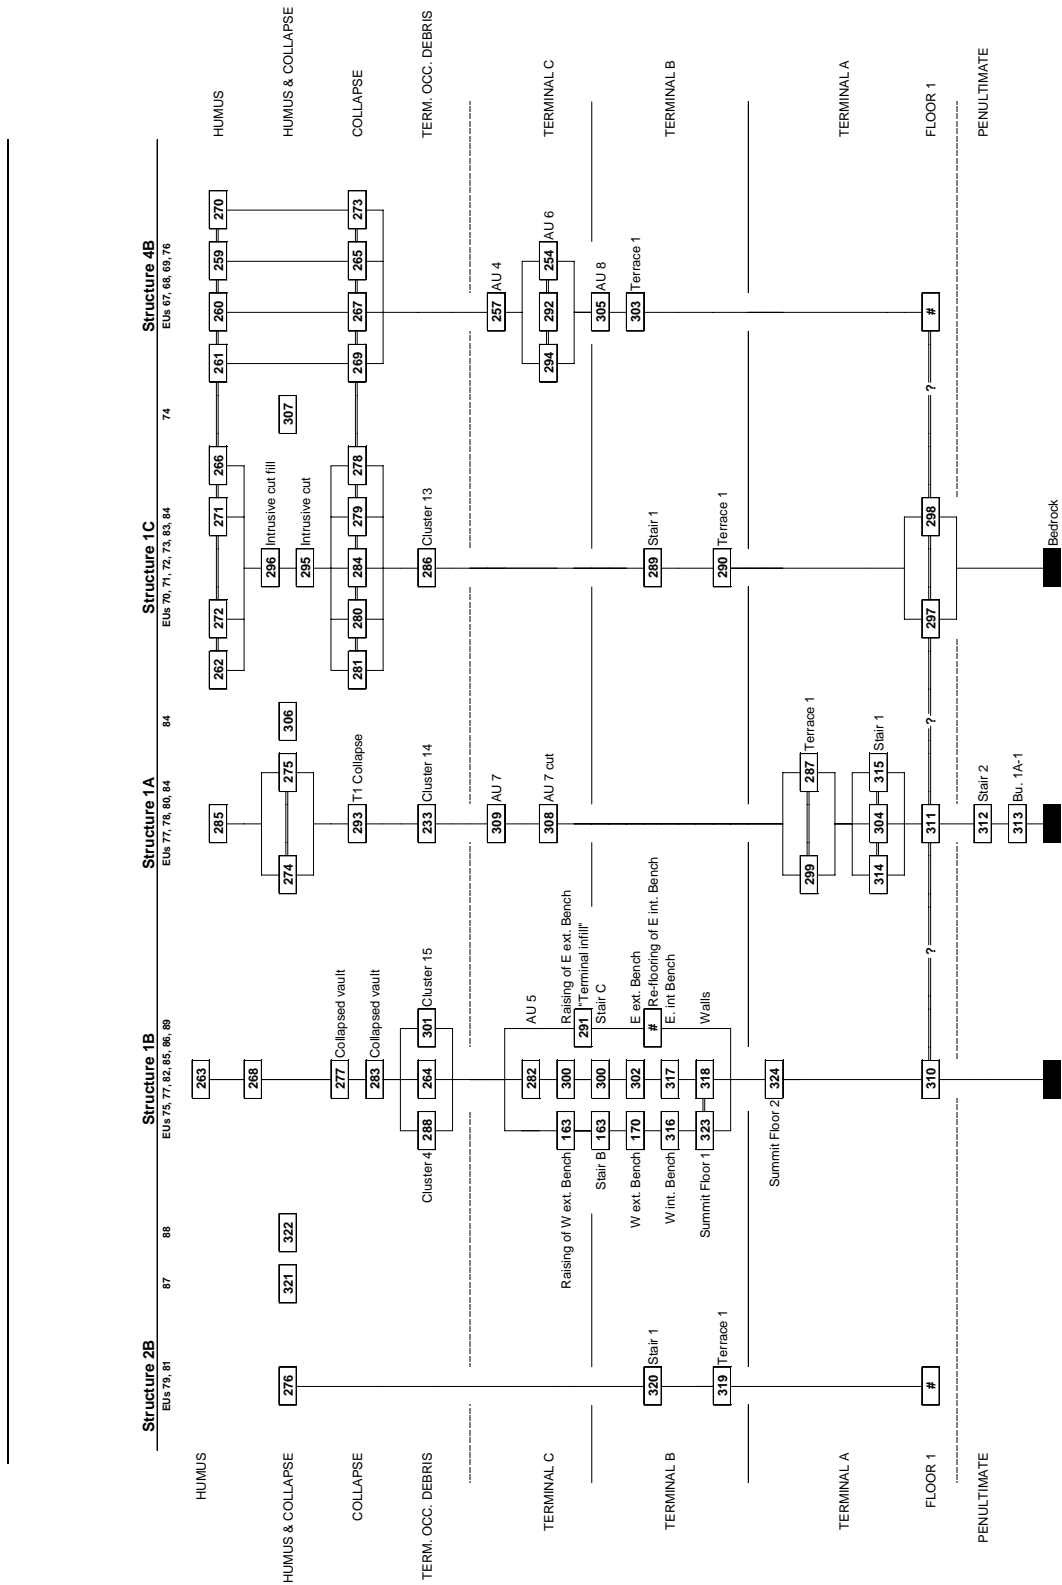 Structure 2B
Structure 1B
Structure 1A
Structure 1C
Structure 4B
EUs 79, 81
87
88
EUs 75, 77, 82, 85, 86, 89
EUs 77, 78, 80, 84
84
EUs 70, 71, 72, 73, 83, 84
74
EUs 67, 68, 69, 76
HUMUS
263
285
262
272
271
266
261
260
259
270
HUMUS
268
296 Intrusive cut fill
HUMUS & COLLAPSE
276
321
322
274
275
306
295 Intrusive cut
307
HUMUS & COLLAPSE
COLLAPSE
277 Collapsed vault
283 Collapsed vault
293 T1 Collapse
281
280
284
279
278
269
267
265
273
COLLAPSE
TERM. OCC. DEBRIS
Cluster 4
288
264
301 Cluster 15
233 Cluster 14
286 Cluster 13
TERM. OCC. DEBRIS
309 AU 7
257 AU 4
TERMINAL C
282
AU 5
308 AU 7 cut
294
292
254 AU 6
TERMINAL C
Raising of W ext. Bench
163
300
Raising of E ext. Bench
291 "Terminal infill"
Stair B
163
300
Stair C
305 AU 8
W ext. Bench
170
302
E ext. Bench
303 Terrace 1
# Re-flooring of E int. Bench
TERMINAL B
320 Stair 1
W int. Bench
316
317
E. int Bench
289 Stair 1
TERMINAL B
319 Terrace 1
Summit Floor 1
323
318
Walls
290 Terrace 1
Summit Floor 2
324
299
287 Terrace 1
TERMINAL A
314
304
315 Stair 1
TERMINAL A
FLOOR 1
#
310
?
311
?
297
298
?
#
FLOOR 1
PENULTIMATE
312 Stair 2
PENULTIMATE
313 Bu. 1A-1
Bedrock